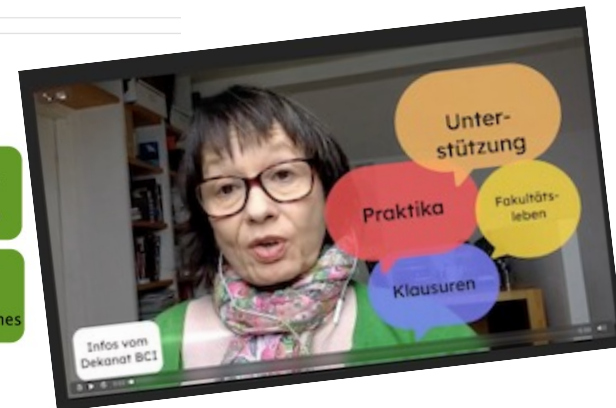 Unter-
stützung
Praktika
Fakultäts-
leben
Klausuren
Infos vom
Dekanat BCI